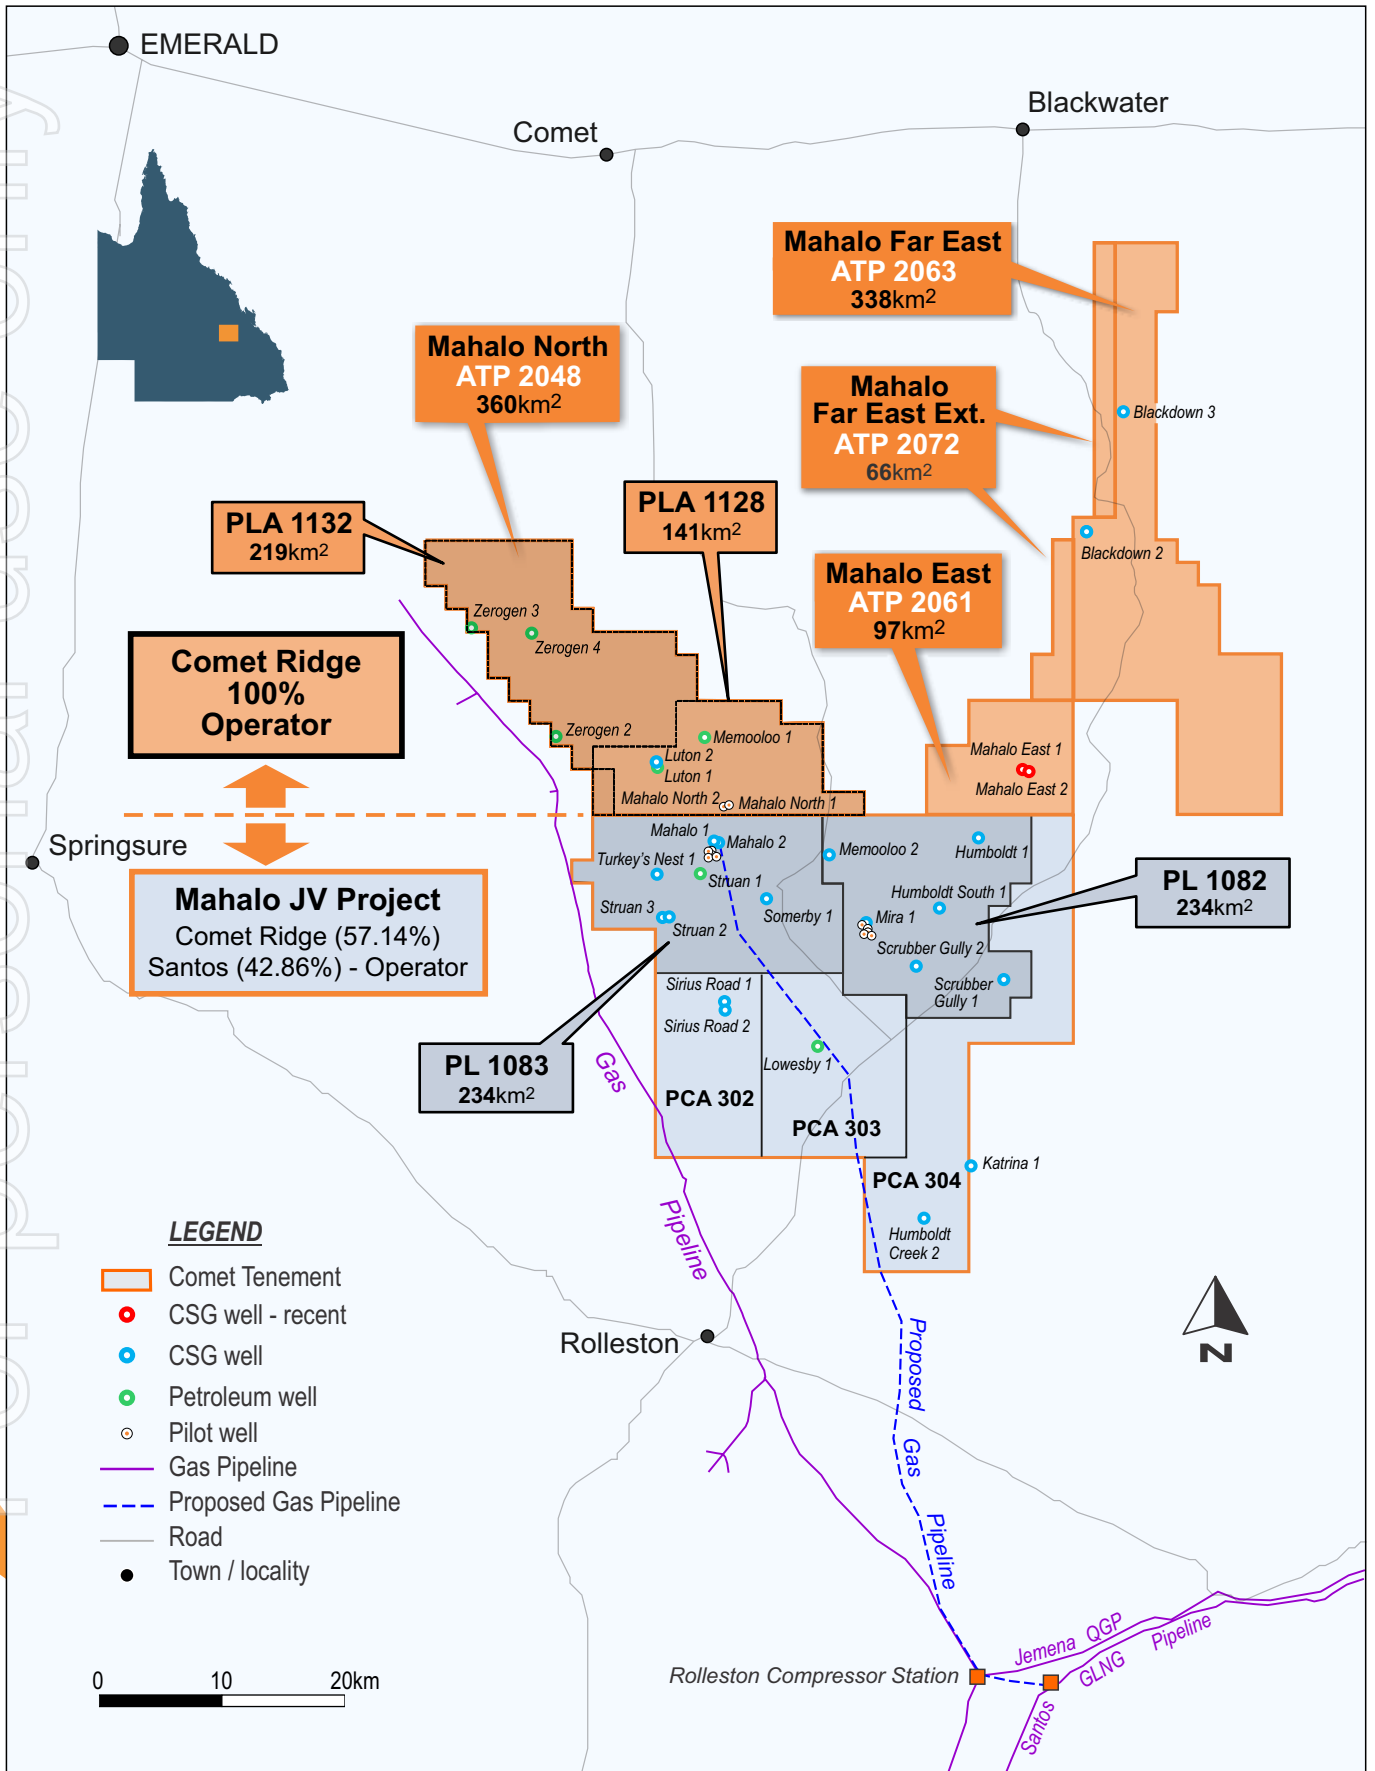 EMERALD
Comet
Blackwater
Mahalo Far East
ATP 2063
338km²
Mahalo North
ATP 2048
360km²
Mahalo
Far East Ext.
ATP 2072
66km²
Blackdown 3
PLA 1132
219km²
PLA 1128
141km²
Blackdown 2
Mahalo East
ATP 2061
97km²
Zerogen 3
Zerogen 4
Comet Ridge
100%
Operator
Zerogen 2
Memooloo 1
Luton 2
Luton 1
Mahalo East 1
Mahalo East 2
Mahalo North 2
Mahalo North 1
Springsure
Mahalo 1
Mahalo 2
Memooloo 2
Humboldt 1
Turkey's Nest 1
Struan 1
Humboldt South 1
PL 1082
234km²
Mahalo JV Project
Comet Ridge (57.14%)
Santos (42.86%) - Operator
Struan 3
Struan 2
Somerby 1
Mira 1
Scrubber Gully 2
Scrubber
Gully 1
Sirius Road 1
Sirius Road 2
PL 1083
234km²
Gas
Lowesby 1
PCA 302
PCA 303
PCA 304
Katrina 1
Humboldt
Creek 2
Pipeline
LEGEND
Comet Tenement
CSG well - recent
CSG well
Petroleum well
Pilot well
Gas Pipeline
Proposed Gas Pipeline
Road
Town / locality
Rolleston
Proposed
Gas
Pipeline
N
0 10 20km
Rolleston Compressor Station
Jemena QGP
Santos GLNG Pipeline